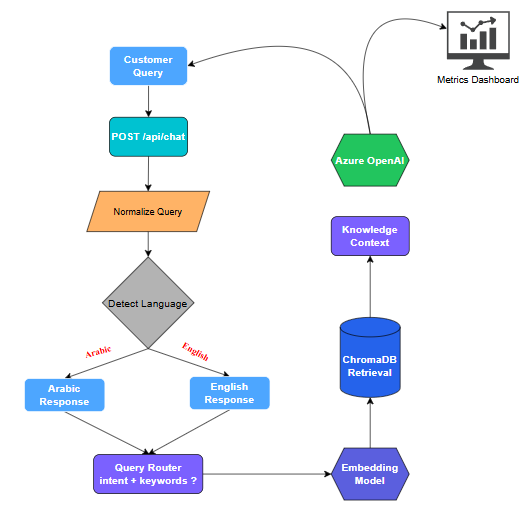 Metrics Dashboard
Customer
Query
POST /api/chat
Azure OpenAI
Normalize Query
Knowledge
Context
Detect Language
Arabic
English
ChromaDB
Retrieval
Arabic
Response
English
Response
Query Router
intent + keywords ?
Embedding
Model